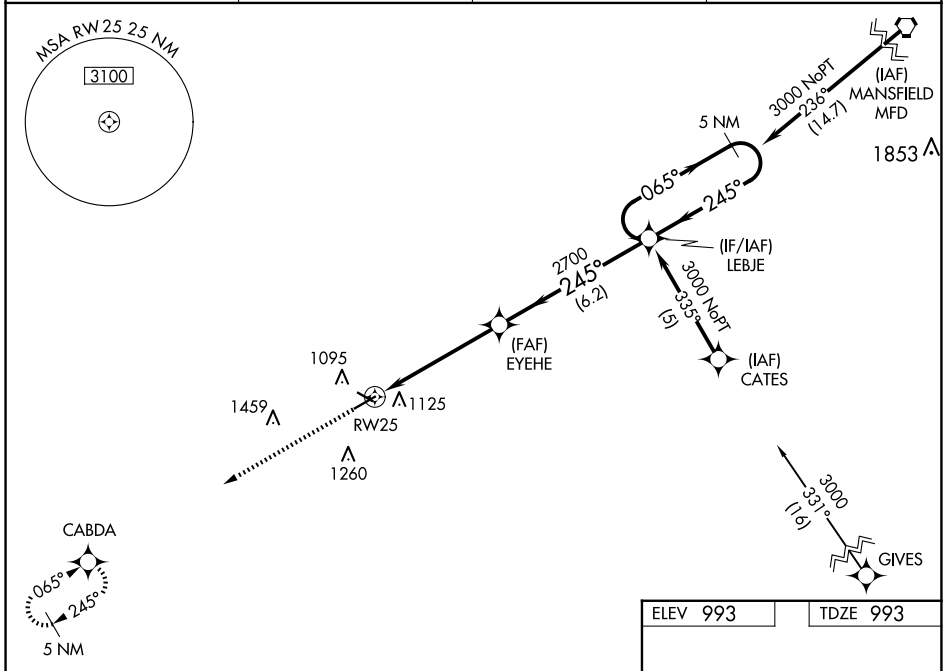 MSA RW25 25 NM
3100
(IAF)
MANSFIELD
MFD
3000 NoPT
236°
(14.7)
5 NM
1853
065°
245°
(IF/IAF)
LEBJE
2700
245°
(6.2)
3000 NoPT
335°
(5)
(FAF)
EYEHE
(IAF)
CATES
1095
1125
1459
RW25
1260
3000
331°
(16)
GIVES
CABDA
065°
245°
5 NM
ELEV 993
TDZE 993